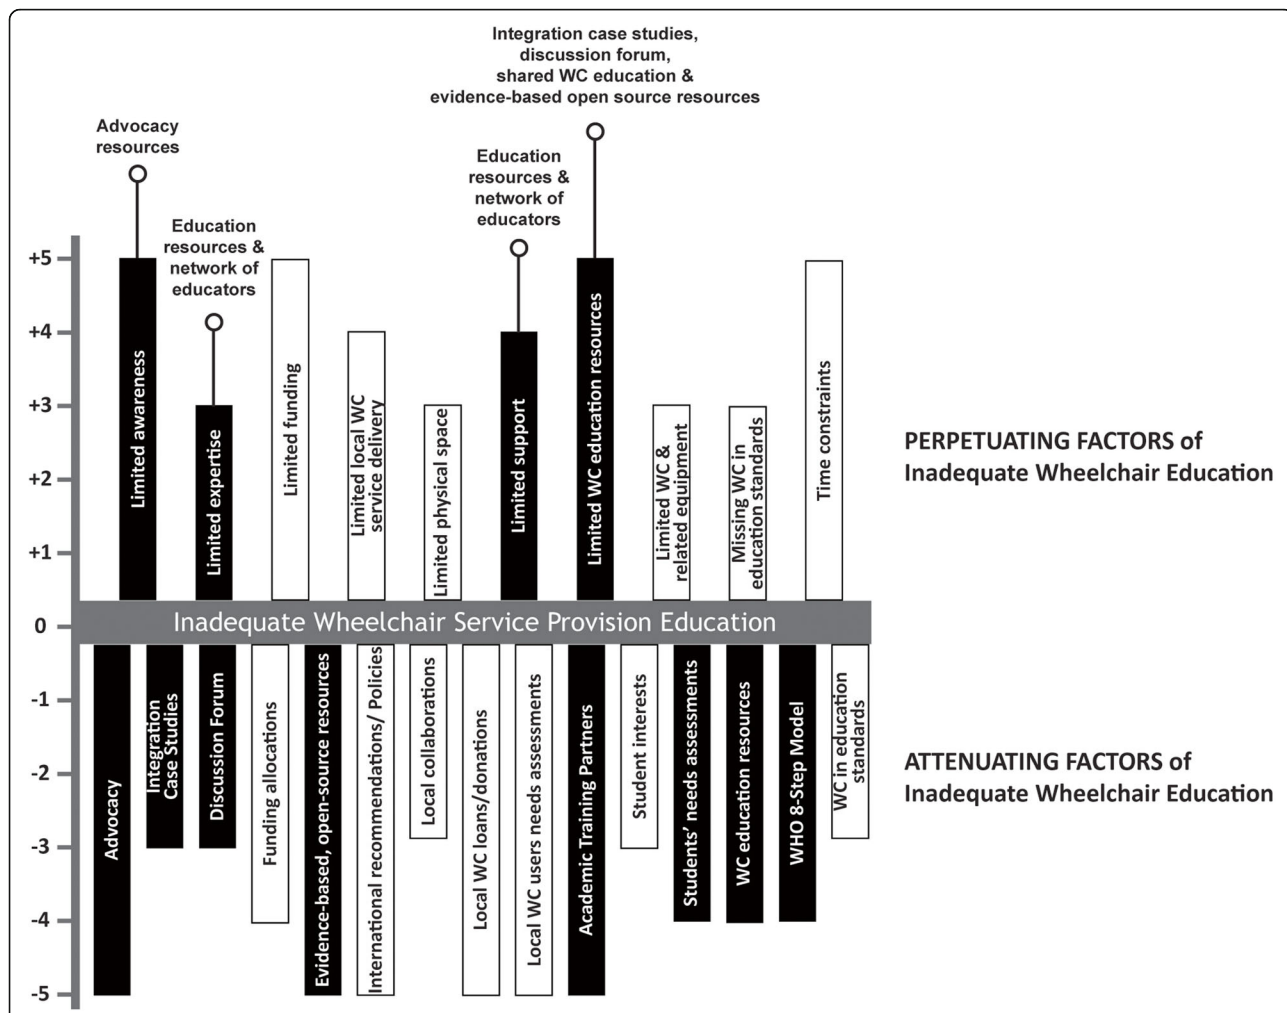 Integration case studies,
discussion forum,
shared WC education &
evidence-based open source resources
Advocacy
resources
Education
resources &
network of
educators
Education
resources &
network of
educators
+5
+4
+3
+2
+1
0
-1
-2
-3
-4
-5
Limited awareness
Limited expertise
Limited funding
Limited local WC
service delivery
Limited physical space
Limited support
Limited WC education resources
Limited WC &
related equipment
Missing WC in
education standards
Time constraints
PERPETUATING FACTORS of
Inadequate Wheelchair Education
Inadequate Wheelchair Service Provision Education
Advocacy
Integration
Case Studies
Discussion Forum
Funding allocations
Evidence-based, open-source resources
International recommendations/ Policies
Local collaborations
Local WC loans/donations
Local WC users needs assessments
Academic Training Partners
Student interests
Students' needs assessments
WC education resources
WHO 8-Step Model
WC in education
standards
ATTENUATING FACTORS of
Inadequate Wheelchair Education